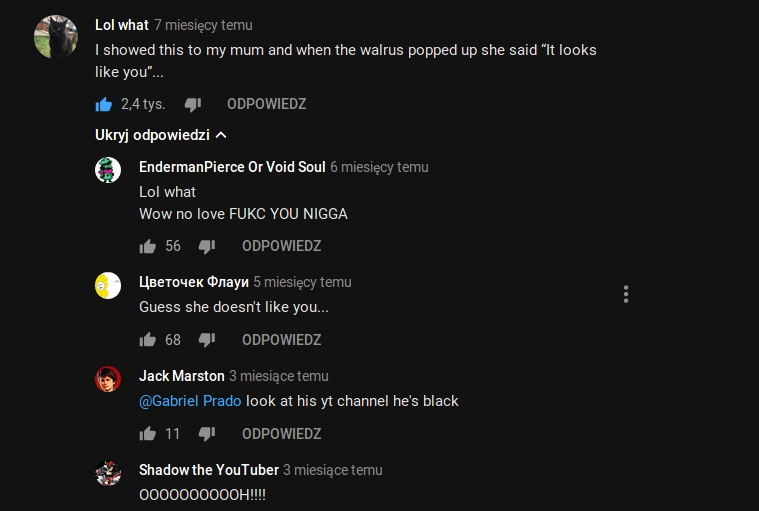 Lol what 7 miesięcy temu
I showed this to my mum and when the walrus popped up she said “It looks
like you”...
2,4 tys. ODPOWIEDZ
Ukryj odpowiedzi
EndermanPierce Or Void Soul 6 miesięcy temu
Lol what
Wow no love FUKC YOU NIGGA
56 ODPOWIEDZ
Цветочек Флауи 5 miesięcy temu
Guess she doesn't like you...
68 ODPOWIEDZ
Jack Marston 3 miesiące temu
@Gabriel Prado look at his yt channel he's black
11 ODPOWIEDZ
Shadow the YouTuber 3 miesiące temu
OOOOOOOOOOH!!!!